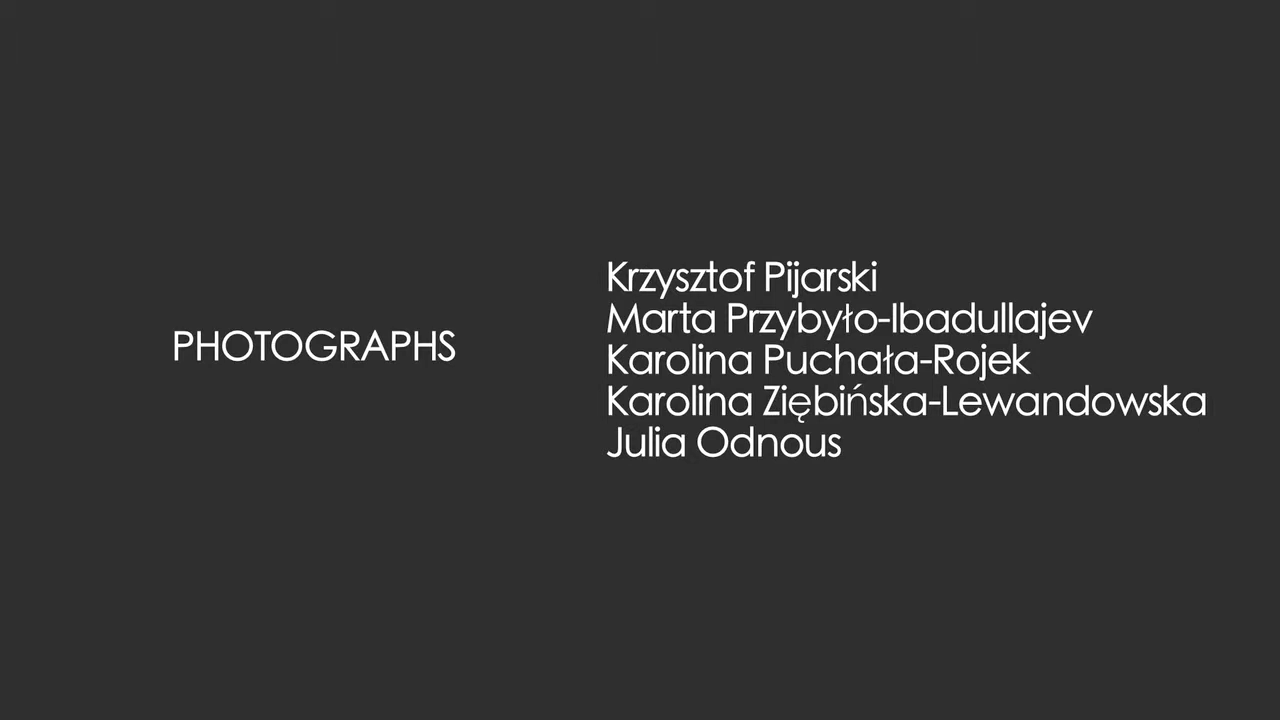 PHOTOGRAPHS
Krzysztof Pijarski
Marta Przybyło-Ibadullajev
Karolina Puchała-Rojek
Karolina Ziębińska-Lewandowska
Julia Odnous